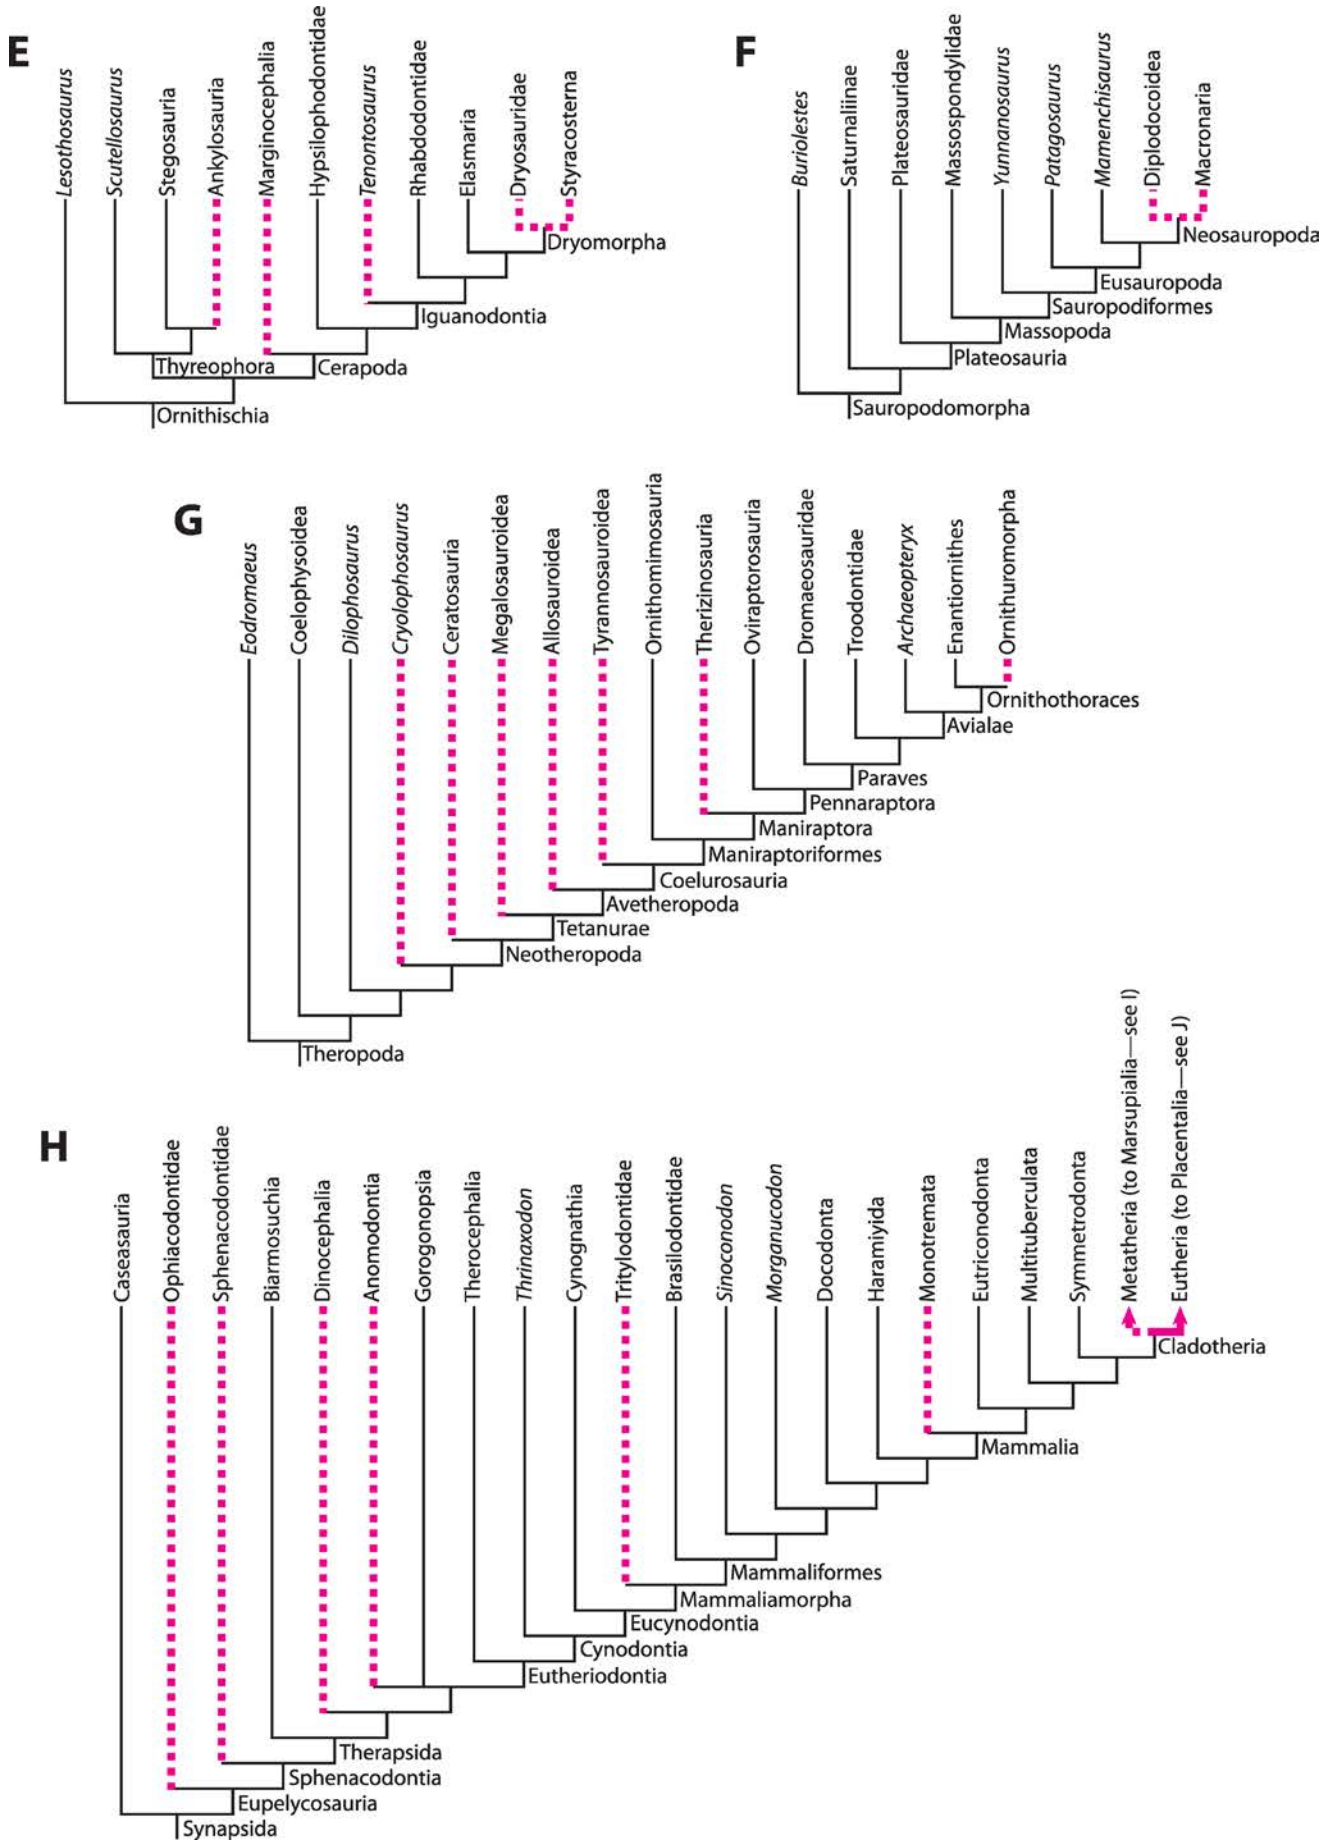 E
Lesothosaurus
Scutellosaurus
Stegosauria
Ankylosauria
Marginocephalia
Hypsilophodontidae
Tenontosaurus
Rhabdodontidae
Elasmaria
Dryosauridae
Styracosterna
Dryomorpha
Iguanodontia
Thyreophora
Cerapoda
Ornithischia
F
Buriolestes
Saturnaliinae
Plateosauridae
Massospondylidae
Yunnanosaurus
Patagosaurus
Mamenchisaurus
Diplodocoidea
Macronaria
Neosauropoda
Eusauropoda
Sauropodiformes
Massopoda
Plateosauria
Sauropodomorpha
G
Eodromaeus
Coelophysoidea
Dilophosaurus
Cryolophosaurus
Ceratosauria
Megalosauroidea
Allosauroidea
Tyrannosauroidea
Ornithomimosauria
Therizinosauria
Oviraptorosauria
Dromaeosauridae
Troodontidae
Archaeopteryx
Enantiornithes
Ornithuromorpha
Ornithothoraces
Avialae
Paraves
Pennaraptora
Maniraptora
Maniraptoriformes
Coelurosauria
Avetheropoda
Tetanurae
Neotheropoda
Theropoda
H
Caseasauria
Ophiacodontidae
Sphenacodontidae
Biarmosuchia
Dinocephalia
Anomodontia
Gorogonopsia
Therocephalia
Thrinaxodon
Cynognathia
Tritylodontidae
Brasilodontidae
Sinoconodon
Morganucodon
Docodonta
Haramiyida
Monotremata
Eutriconodonta
Multituberculata
Symmetrodonta
Metatheria (to Marsupialia—see I)
Eutheria (to Placentalia—see J)
Cladotheria
Mammalia
Mammaliformes
Mammaliamorpha
Eucynodontia
Cynodontia
Eutheriodontia
Therapsida
Sphenacodontia
Eupelycosauria
Synapsida